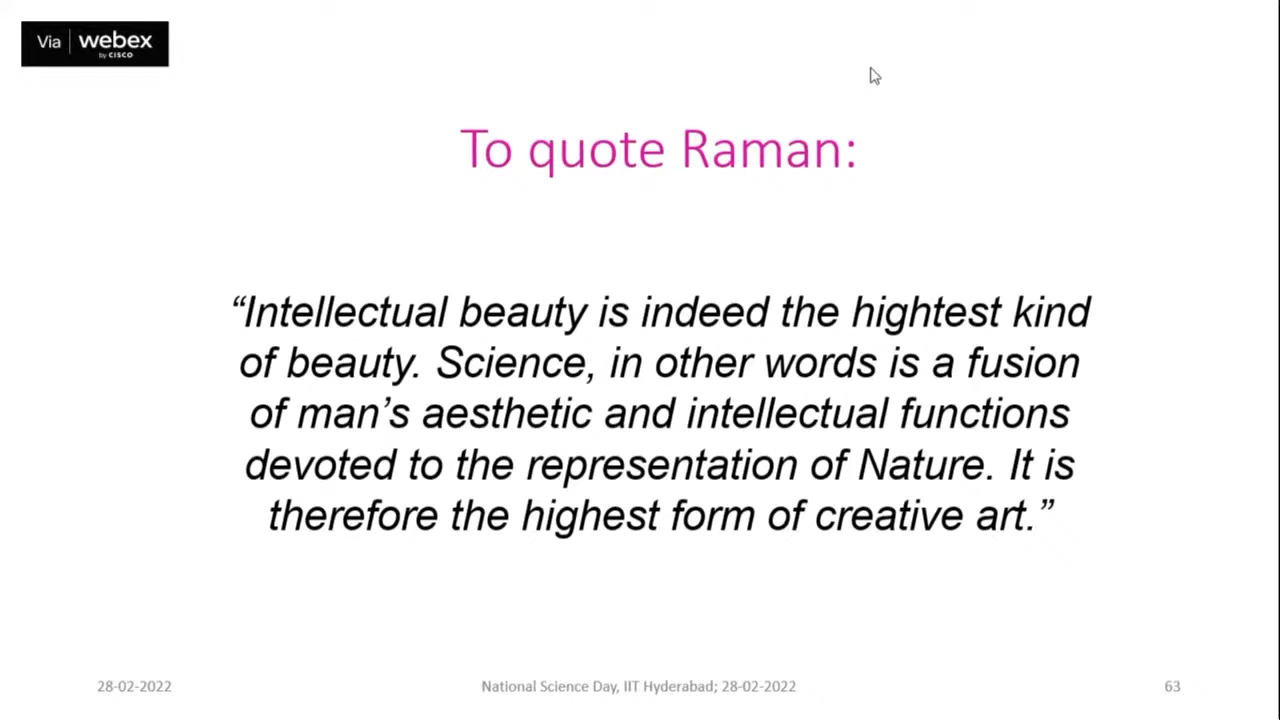 Via | webex
by CISCO
To quote Raman:
“Intellectual beauty is indeed the hightest kind
of beauty. Science, in other words is a fusion
of man’s aesthetic and intellectual functions
devoted to the representation of Nature. It is
therefore the highest form of creative art.”
28-02-2022 National Science Day, IIT Hyderabad; 28-02-2022 63